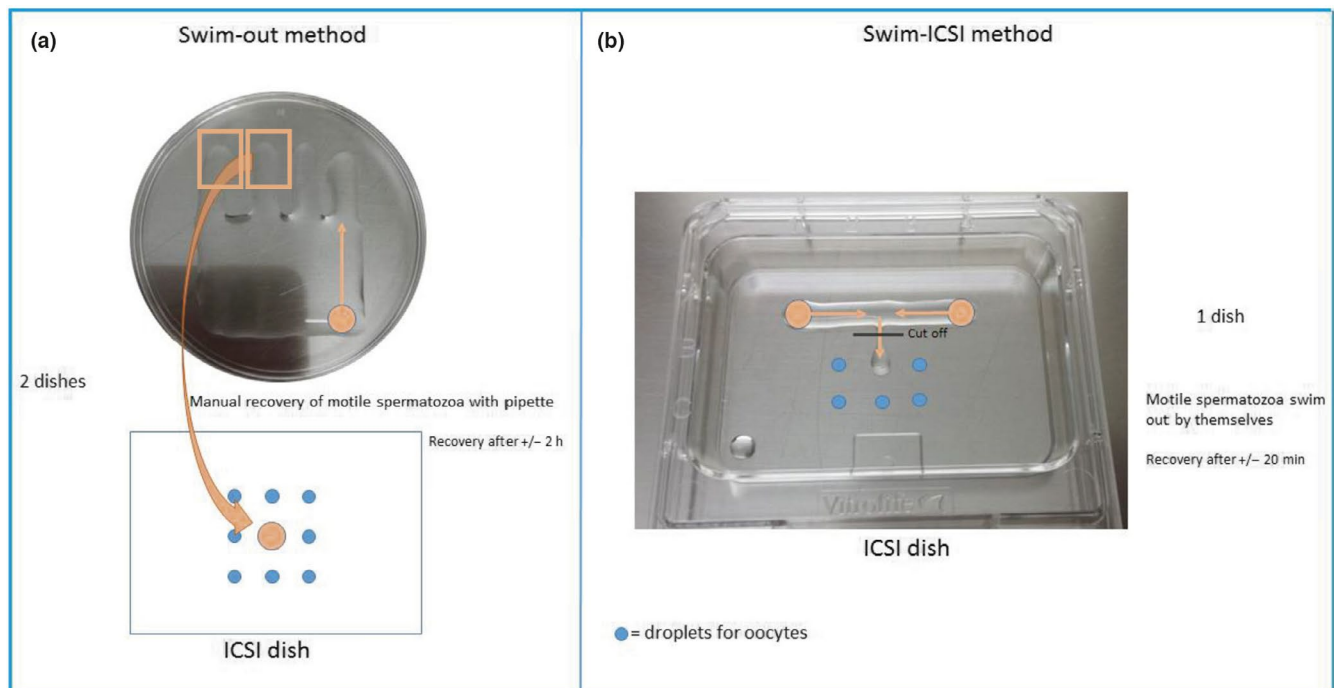 (a)
Swim-out method
2 dishes
Manual recovery of motile spermatozoa with pipette
Recovery after +/– 2 h
ICSI dish
(b)
Swim-ICSI method
Cut off
1 dish
Motile spermatozoa swim
out by themselves
Recovery after +/– 20 min
Vitrolife
ICSI dish
= droplets for oocytes